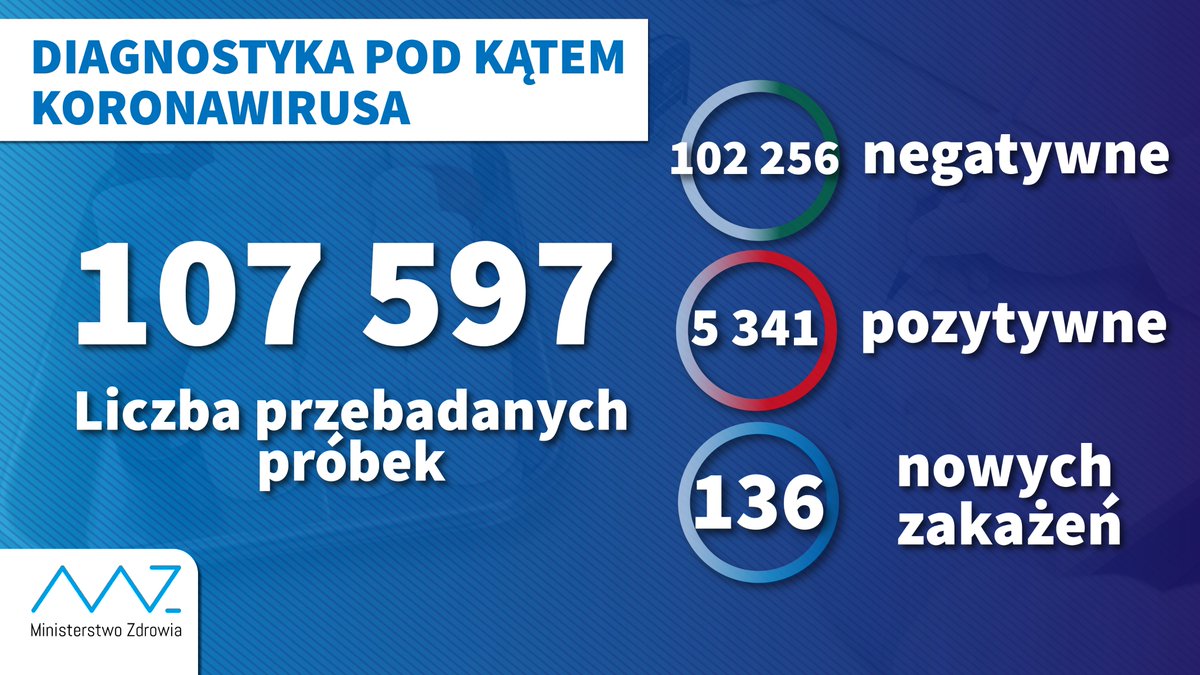 DIAGNOSTYKA POD KĄTEM
KORONAWIRUSA
107 597
Liczba przebadanych
próbek
102 256 negatywne
5 341 pozytywne
136 nowych
zakażeń
Ministerstwo Zdrowia